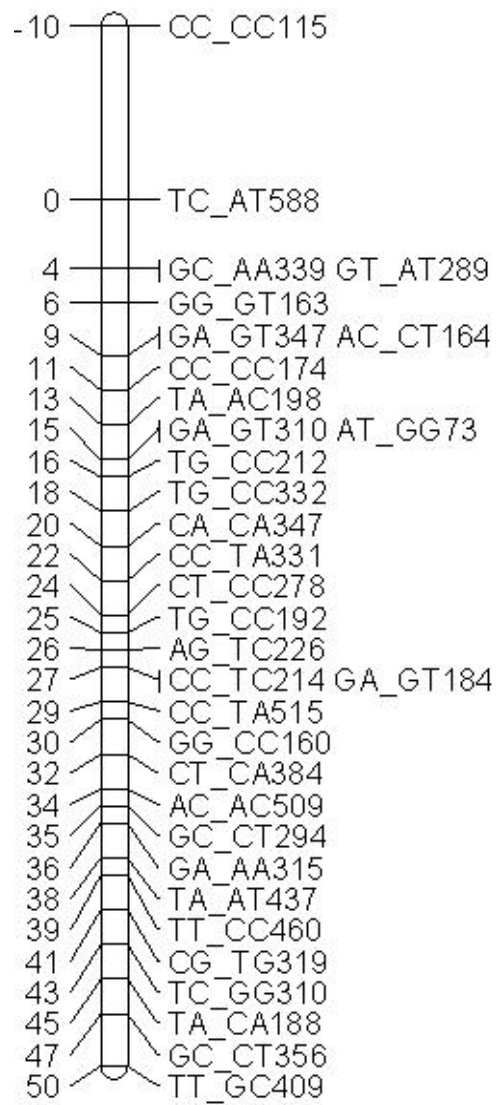 -10 CC_CC115
0 TC_AT588
4 GC_AA339 GT_AT289
6 GG_GT163
9 GA_GT347 AC_CT164
11 CC_CC174
13 TA_AC198
15 GA_GT310 AT_GG73
16 TG_CC212
18 TG_CC332
20 CA_CA347
22 CC_TA331
24 CT_CC278
25 TG_CC192
26 AG_TC226
27 CC_TC214 GA_GT184
29 CC_TA515
30 GG_CC160
32 CT_CA384
34 AC_AC509
35 GC_CT294
36 GA_AA315
38 TA_AT437
39 TT_CC460
41 CG_TG319
43 TC_GG310
45 TA_CA188
47 GC_CT356
50 TT_GC409